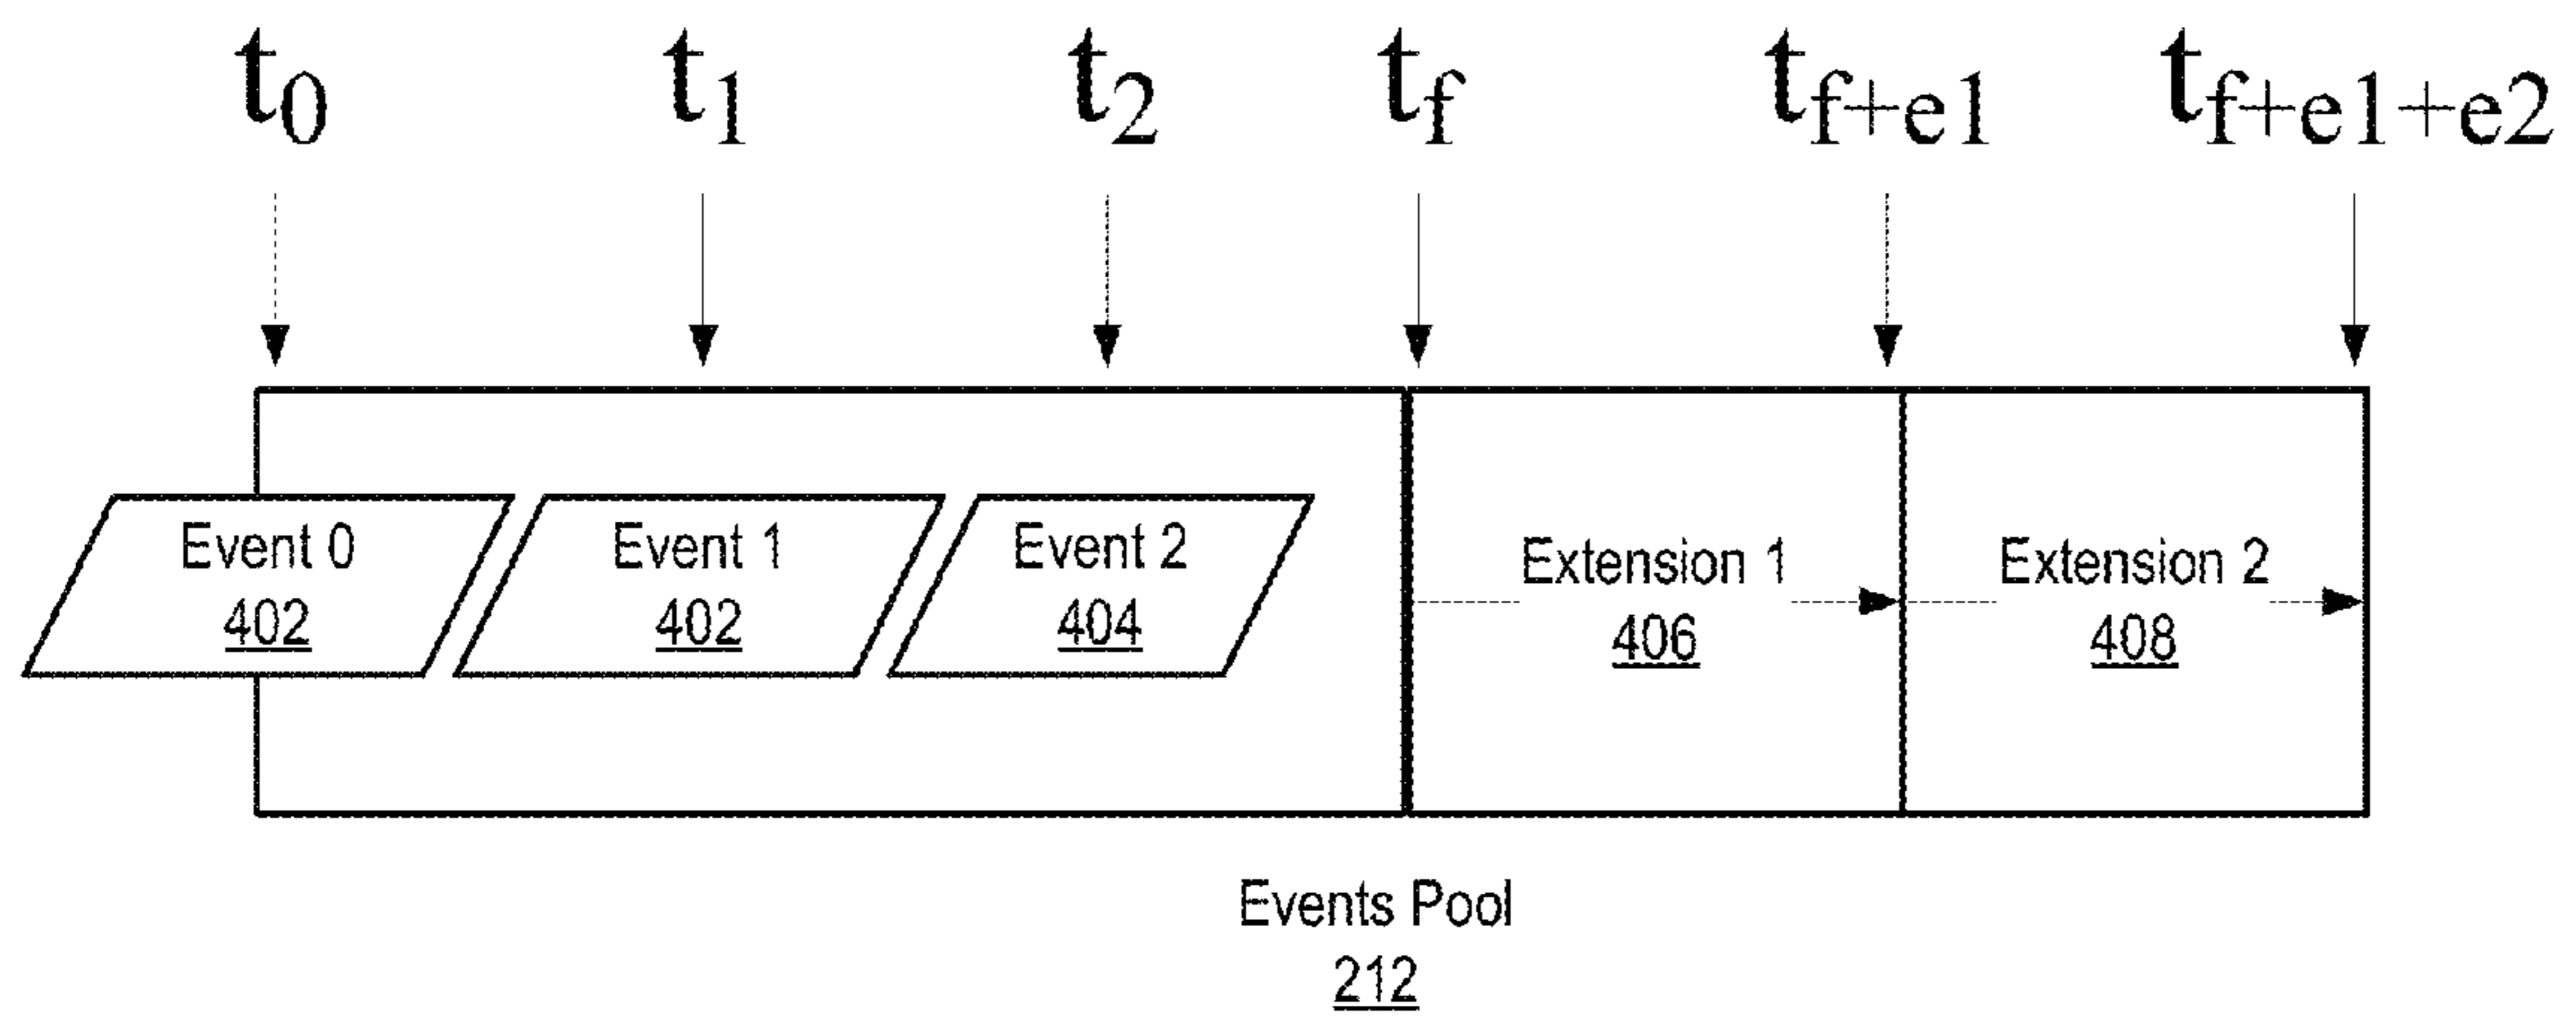 t0 t1 t2 tf tf+e1 tf+e1+e2
Event 0 Event 1 Event 2
402 402 404
Extension 1 Extension 2
406 408
Events Pool
212